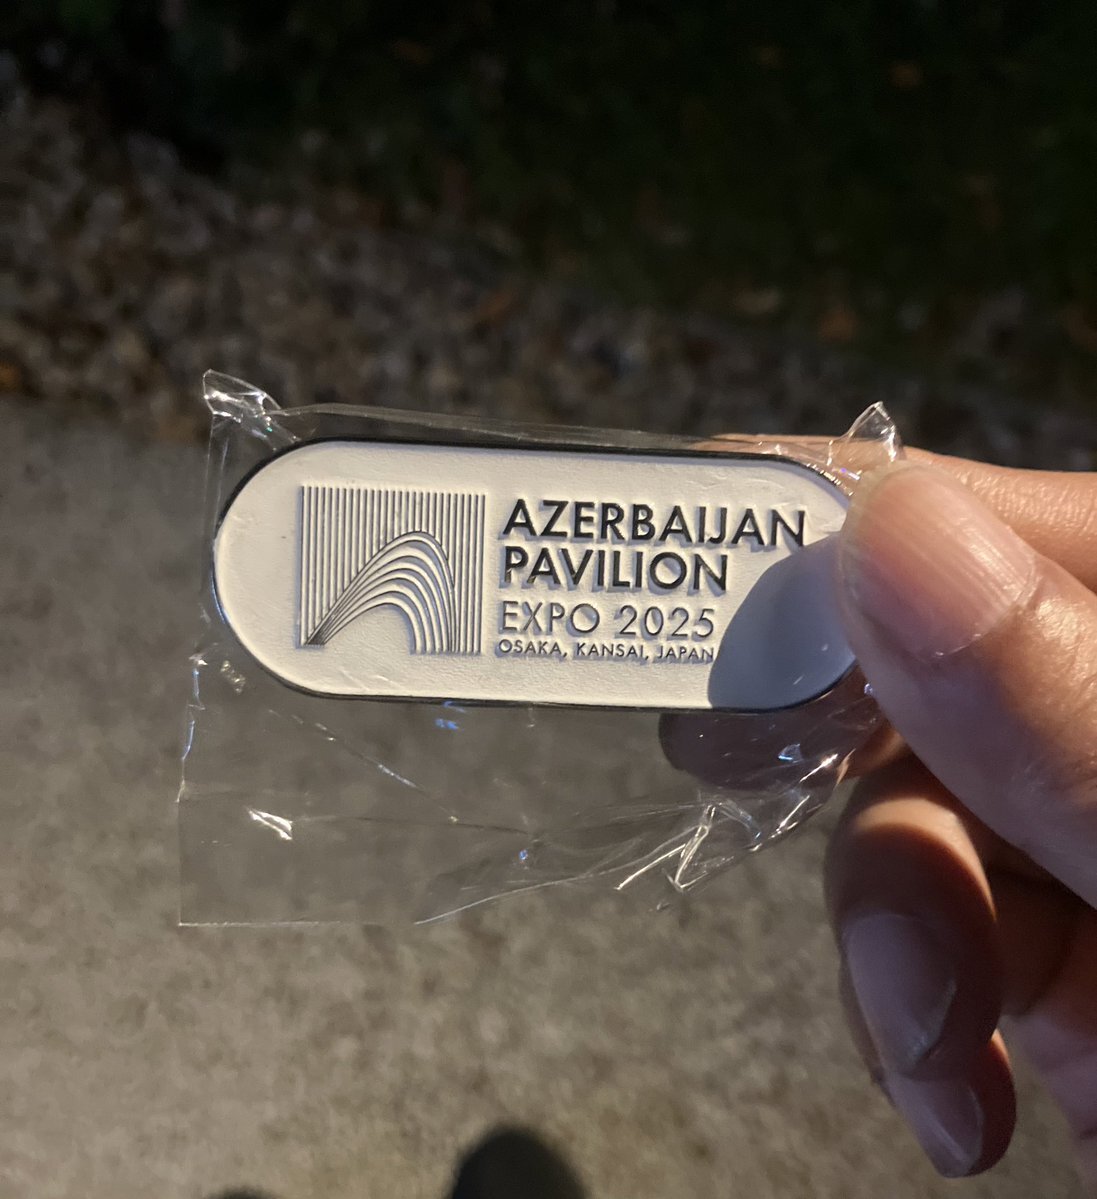 AZERBAIJAN
PAVILION
EXPO 2025
OSAKA, KANSAI, JAPAN